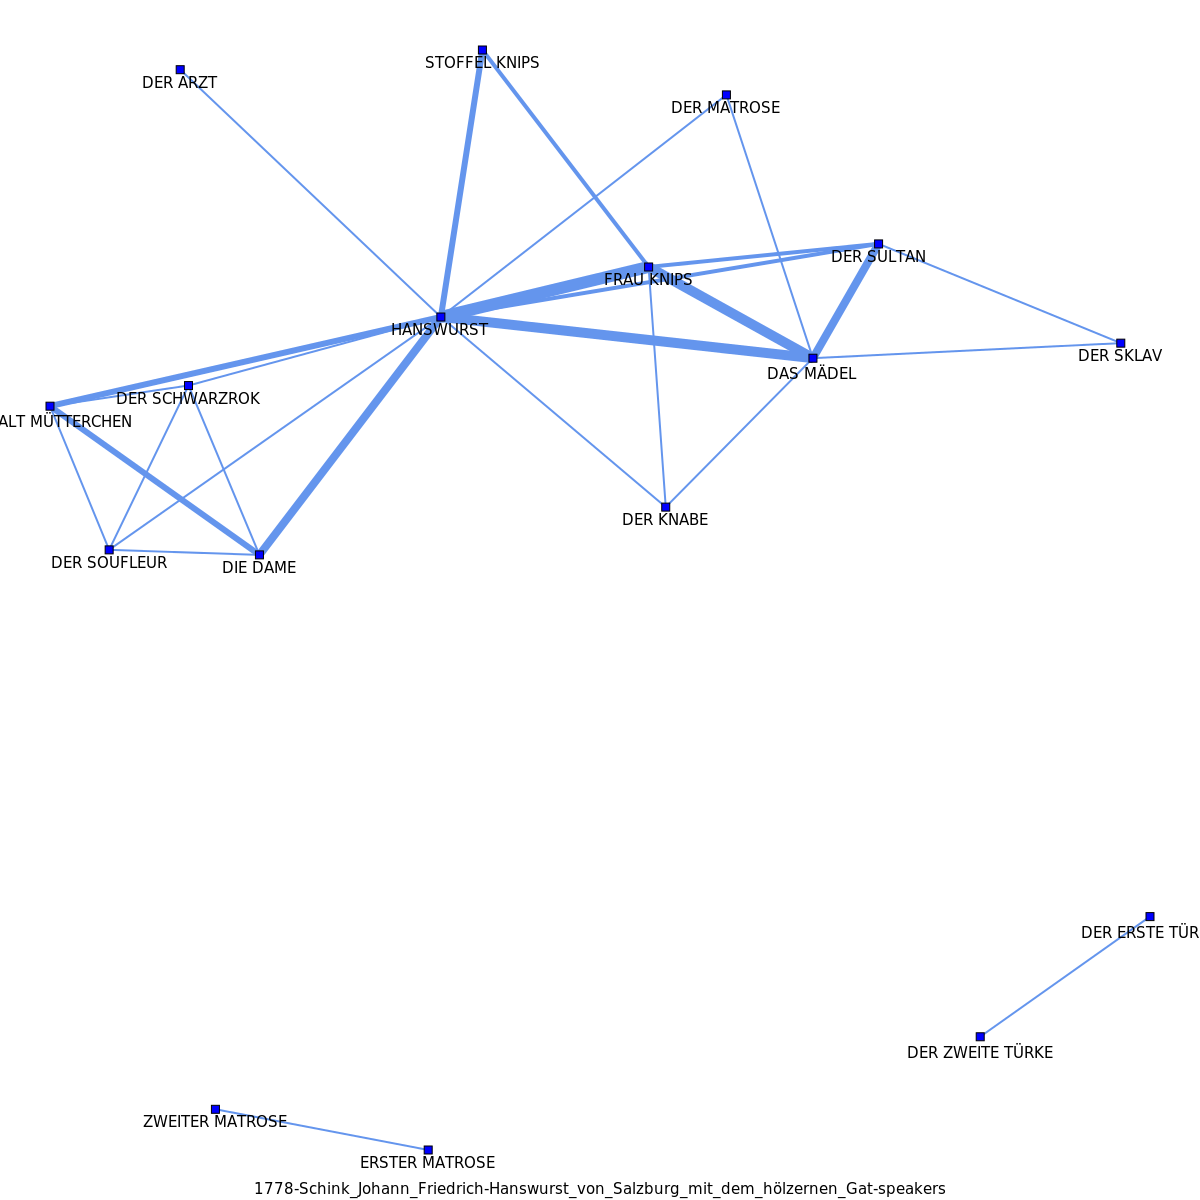 STOFFEL KNIPS
DER ARZT
DER MATROSE
DER SULTAN
FRAU KNIPS
HANSWURST
DER SKLAV
DAS MÄDEL
DER SCHWARZROK
ALT MÜTTERCHEN
DER KNABE
DER SOUFLEUR
DIE DAME
DER ERSTE TÜR
DER ZWEITE TÜRKE
ZWEITER MATROSE
ERSTER MATROSE
1778-Schink_Johann_Friedrich-Hanswurst_von_Salzburg_mit_dem_hölzernen_Gat-speakers